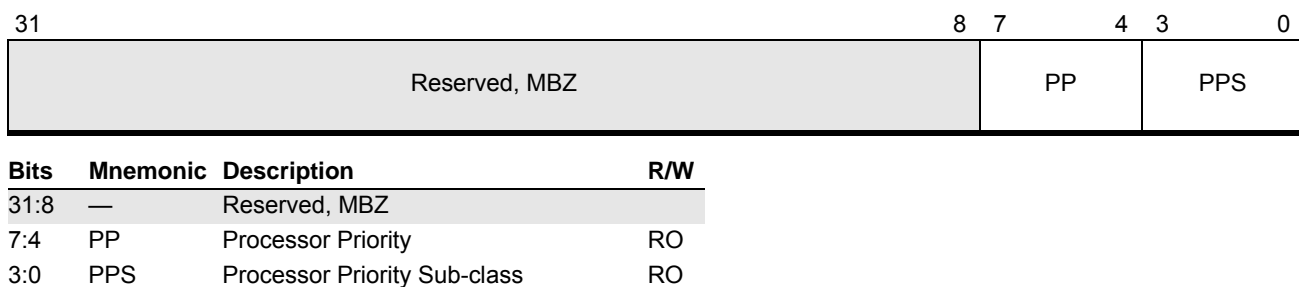 31 8 7 4 3 0
Reserved, MBZ PP PPS
Bits Mnemonic Description R/W
31:8 — Reserved, MBZ
7:4 PP Processor Priority RO
3:0 PPS Processor Priority Sub-class RO